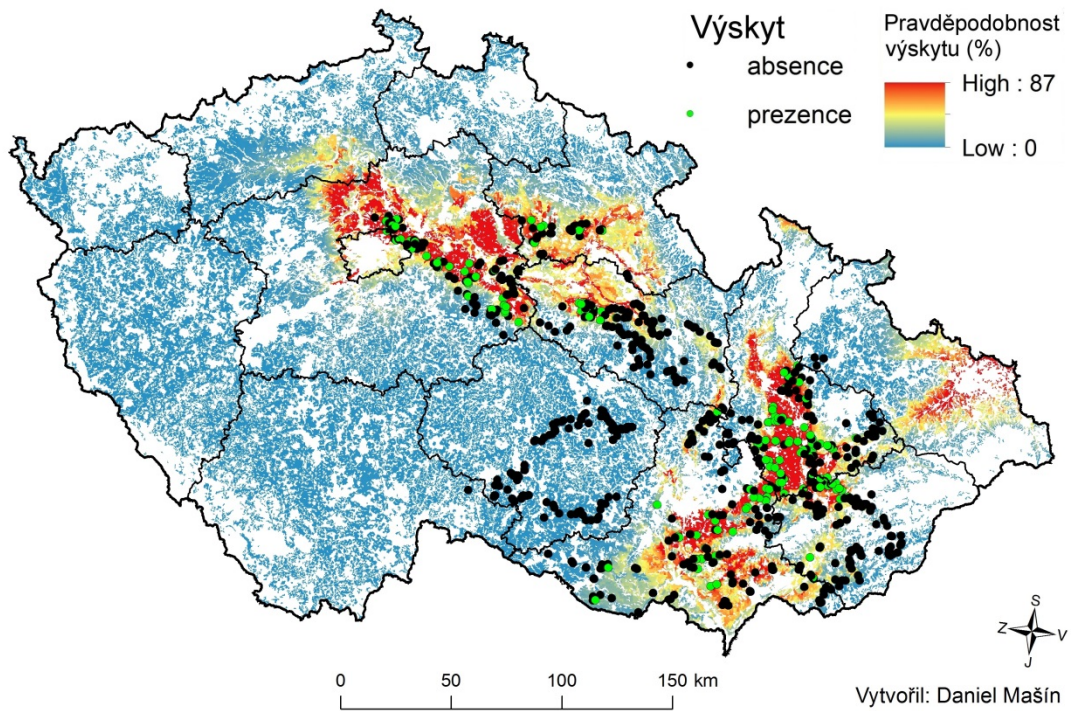 Výskyt
absence
prezence
Pravděpodobnost
výskytu (%)
High : 87
Low : 0
S
Z
V
J
0
50
100
150 km
Vytvořil: Daniel Mašín